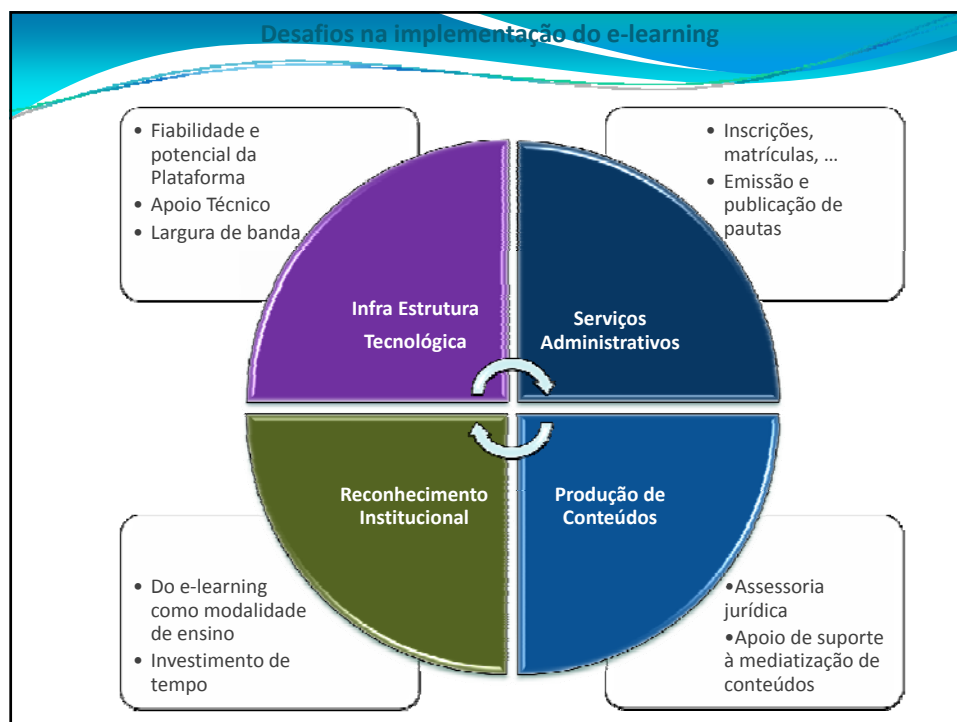 Desafios na implementação do e-learning
• Fiabilidade e
potencial da
Plataforma
• Apoio Técnico
• Largura de banda
• Inscrições,
matrículas, …
• Emissão e
publicação de
pautas
Infra Estrutura
Tecnológica
Serviços
Administrativos
Reconhecimento
Institucional
Produção de
Conteúdos
• Do e-learning
como modalidade
de ensino
• Investimento de
tempo
•Assessoria
jurídica
•Apoio de suporte
à mediatização de
conteúdos